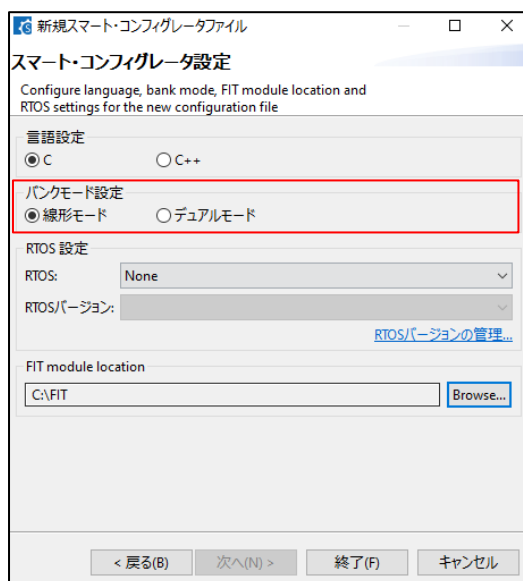 新規スマート・コンフィグレータファイル
スマート・コンフィグレータ設定
Configure language, bank mode, FIT module location and
RTOS settings for the new configuration file
言語設定
C C++
バンクモード設定
線形モード デュアルモード
RTOS 設定
RTOS: None
RTOSバージョン:
RTOSバージョンの管理...
FIT module location
C:\FIT Browse...
< 戻る(B) 次へ(N) > 終了(F) キャンセル